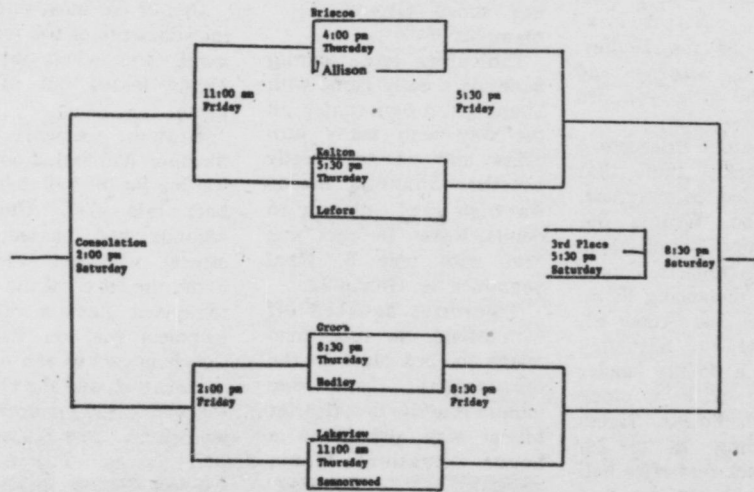 Briscoe
4:00 pm
Thursday
Allison
11:00 am
Friday
5:30 pm
Friday
Kelton
5:30 pm
Thursday
Lefors
Consolation
2:00 pm
Saturday
3rd Place
5:30 pm
Saturday
8:30 pm
Saturday
Groom
8:30 pm
Thursday
Hedley
2:00 pm
Friday
8:30 pm
Friday
Lakeview
11:00 am
Thursday
Samnorwood